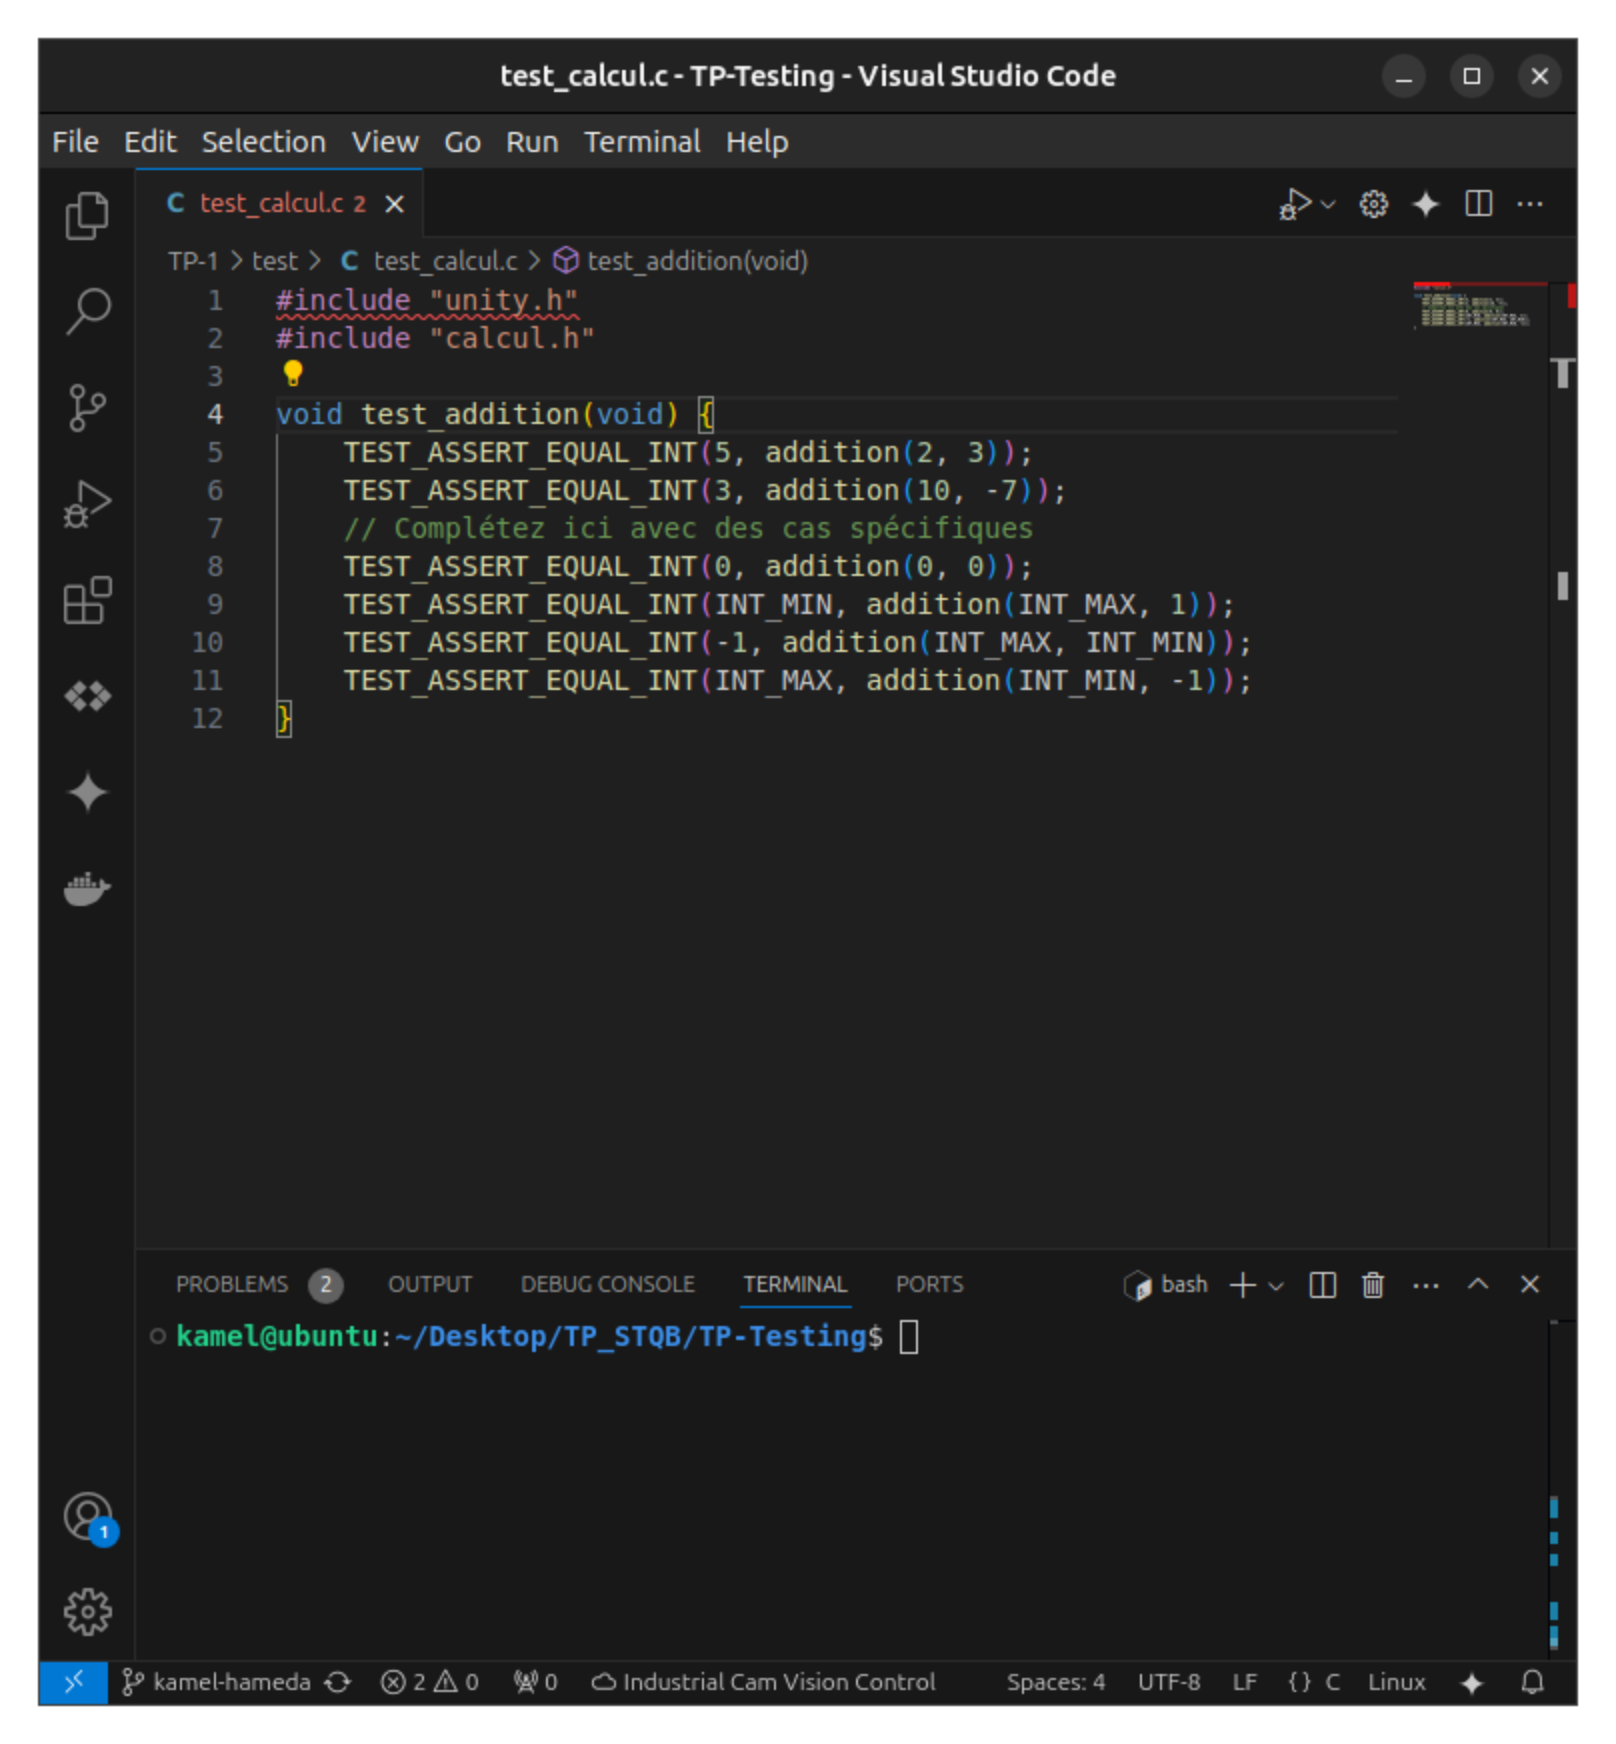 test_calcul.c - TP-Testing - Visual Studio Code
File Edit Selection View Go Run Terminal Help
C test_calcul.c 2
TP-1 > test > C test_calcul.c > test_addition(void)
1 #include "unity.h"
2 #include "calcul.h"
3
4 void test_addition(void) {
5 TEST_ASSERT_EQUAL_INT(5, addition(2, 3));
6 TEST_ASSERT_EQUAL_INT(3, addition(10, -7));
7 // Complétez ici avec des cas spécifiques
8 TEST_ASSERT_EQUAL_INT(0, addition(0, 0));
9 TEST_ASSERT_EQUAL_INT(INT_MIN, addition(INT_MAX, 1));
10 TEST_ASSERT_EQUAL_INT(-1, addition(INT_MAX, INT_MIN));
11 TEST_ASSERT_EQUAL_INT(INT_MAX, addition(INT_MIN, -1));
12 }
PROBLEMS 2 OUTPUT DEBUG CONSOLE TERMINAL PORTS bash
kamel@ubuntu:~/Desktop/TP_STQB/TP-Testing$
1
kamel-hameda 2 0 0 Industrial Cam Vision Control Spaces: 4 UTF-8 LF {} C Linux